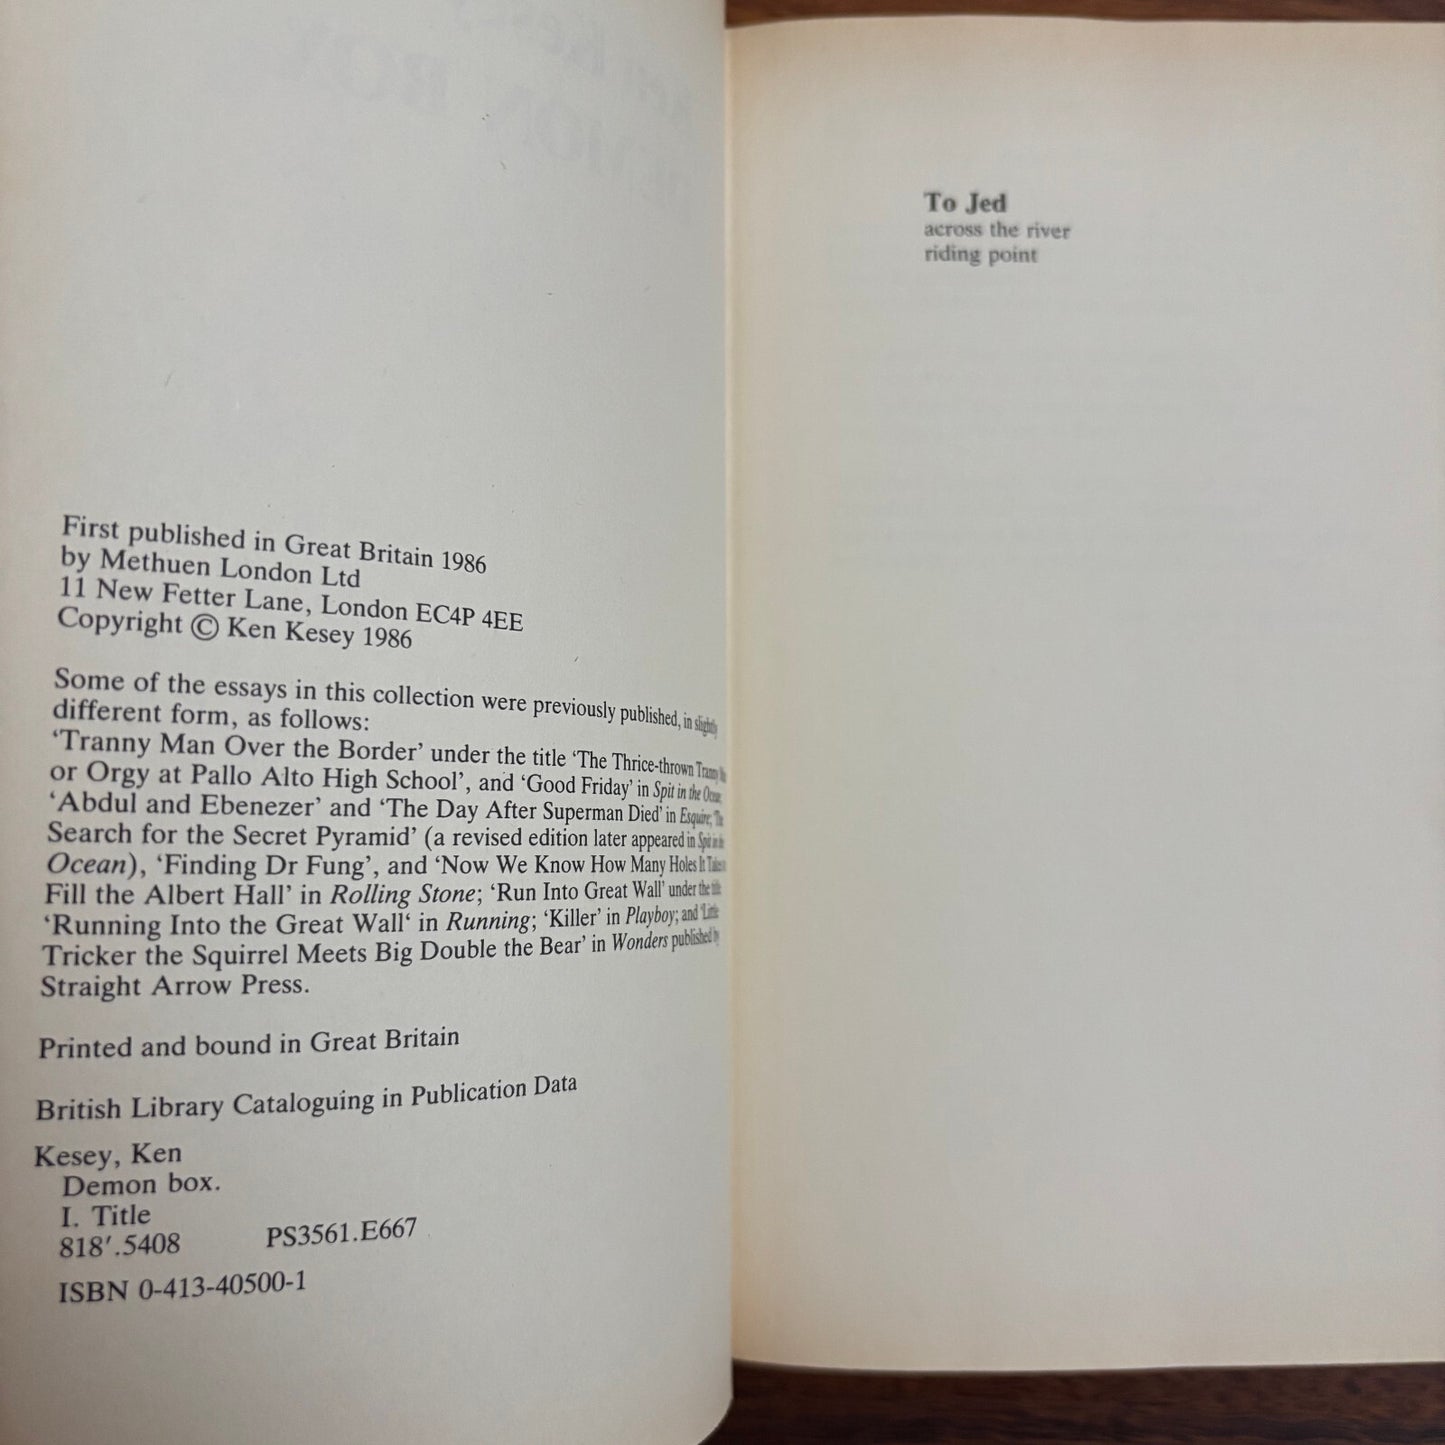 First published in Great Britain 1986
by Methuen London Ltd
11 New Fetter Lane, London EC4P 4EE
Copyright © Ken Kesey 1986
Some of the essays in this collection were previously published, in slightly
different form, as follows:
‘Tranny Man Over the Border’ under the title ‘The Thrice-thrown Tranny
or Orgy at Pallo Alto High School’, and ‘Good Friday’ in Spit in the Ocean;
‘Abdul and Ebenezer’ and ‘The Day After Superman Died’ in Esquire; ‘The
Search for the Secret Pyramid’ (a revised edition later appeared in Spit in the
Ocean), ‘Finding Dr Fung’, and ‘Now We Know How Many Holes It Takes to
Fill the Albert Hall’ in Rolling Stone; ‘Run Into Great Wall’ under the title
‘Running Into the Great Wall‘ in Running; ‘Killer’ in Playboy; and ‘Little
Tricker the Squirrel Meets Big Double the Bear’ in Wonders published by
Straight Arrow Press.
Printed and bound in Great Britain
British Library Cataloguing in Publication Data
Kesey, Ken
Demon box.
I. Title
818′.5408 PS3561.E667
ISBN 0-413-40500-1
To Jed
across the river
riding point